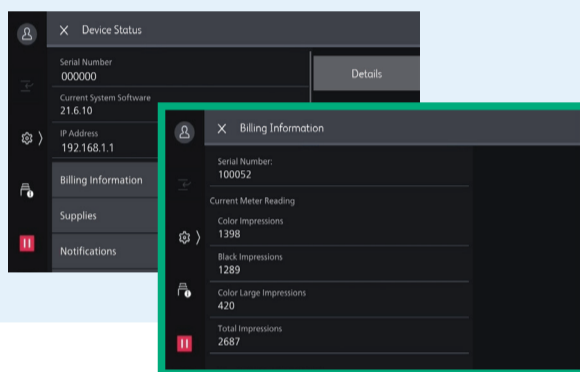 Device Status
Serial Number
000000
Details
Current System Software
21.6.10
IP Address
192.168.1.1
Billing Information
Supplies
Notifications
Billing Information
Serial Number:
100052
Current Meter Reading
Color Impressions
1398
Black Impressions
1289
Color Large Impressions
420
Total Impressions
2687